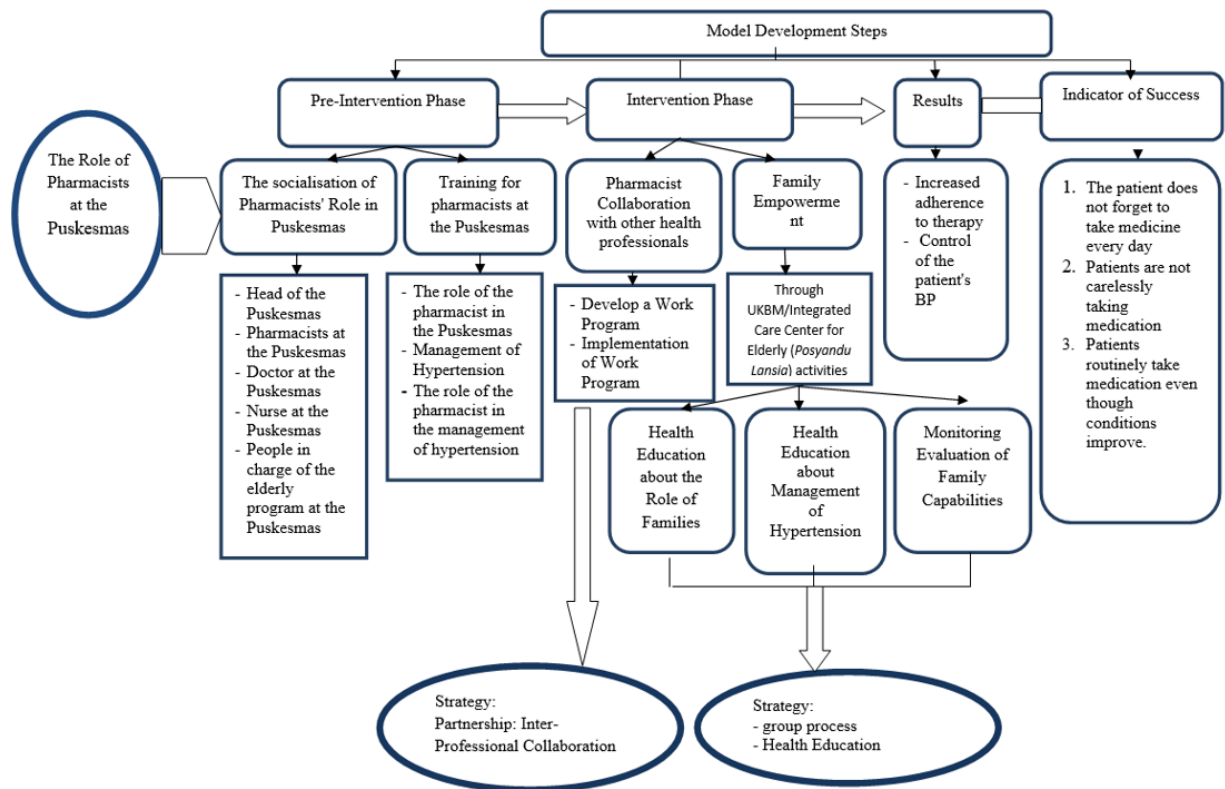 Model Development Steps
Pre-Intervention Phase
Intervention Phase
Results
Indicator of Success
The Role of
Pharmacists
at the
Puskesmas
The socialisation of
Pharmacists' Role in
Puskesmas
Training for
pharmacists at
the Puskesmas
Pharmacist
Collaboration
with other health
professionals
Family
Empowerme
nt
- Increased
adherence to
therapy
- Control
of the
patient's
BP
1. The patient does
not forget to
take medicine
every day
2. Patients are not
carelessly
taking
medication
3. Patients
routinely take
medication even
though
conditions
improve.
- Head of the
Puskesmas
- Pharmacists at
the Puskesmas
- Doctor at the
Puskesmas
- Nurse at the
Puskesmas
- People in
charge of the
elderly
program at the
Puskesmas
- The role of the
pharmacist in
the Puskesmas
- Management of
Hypertension
- The role of the
pharmacist in
the management
of hypertension
- Develop a Work
Program
- Implementation
of Work
Program
Through
UKBM/Integrated
Care Center for
Elderly (Posyandu
Lansia) activities
Health
Education
about the
Role of
Families
Health
Education
about
Management
of
Hypertension
Monitoring
Evaluation of
Family
Capabilities
Strategy:
Partnership: Inter-
Professional Collaboration
Strategy:
- group process
- Health Education